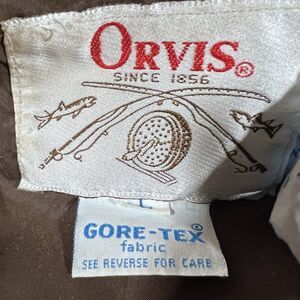 ORVIS®
SINCE 1856
L
GORE-TEX®
fabric
SEE REVERSE FOR CARE